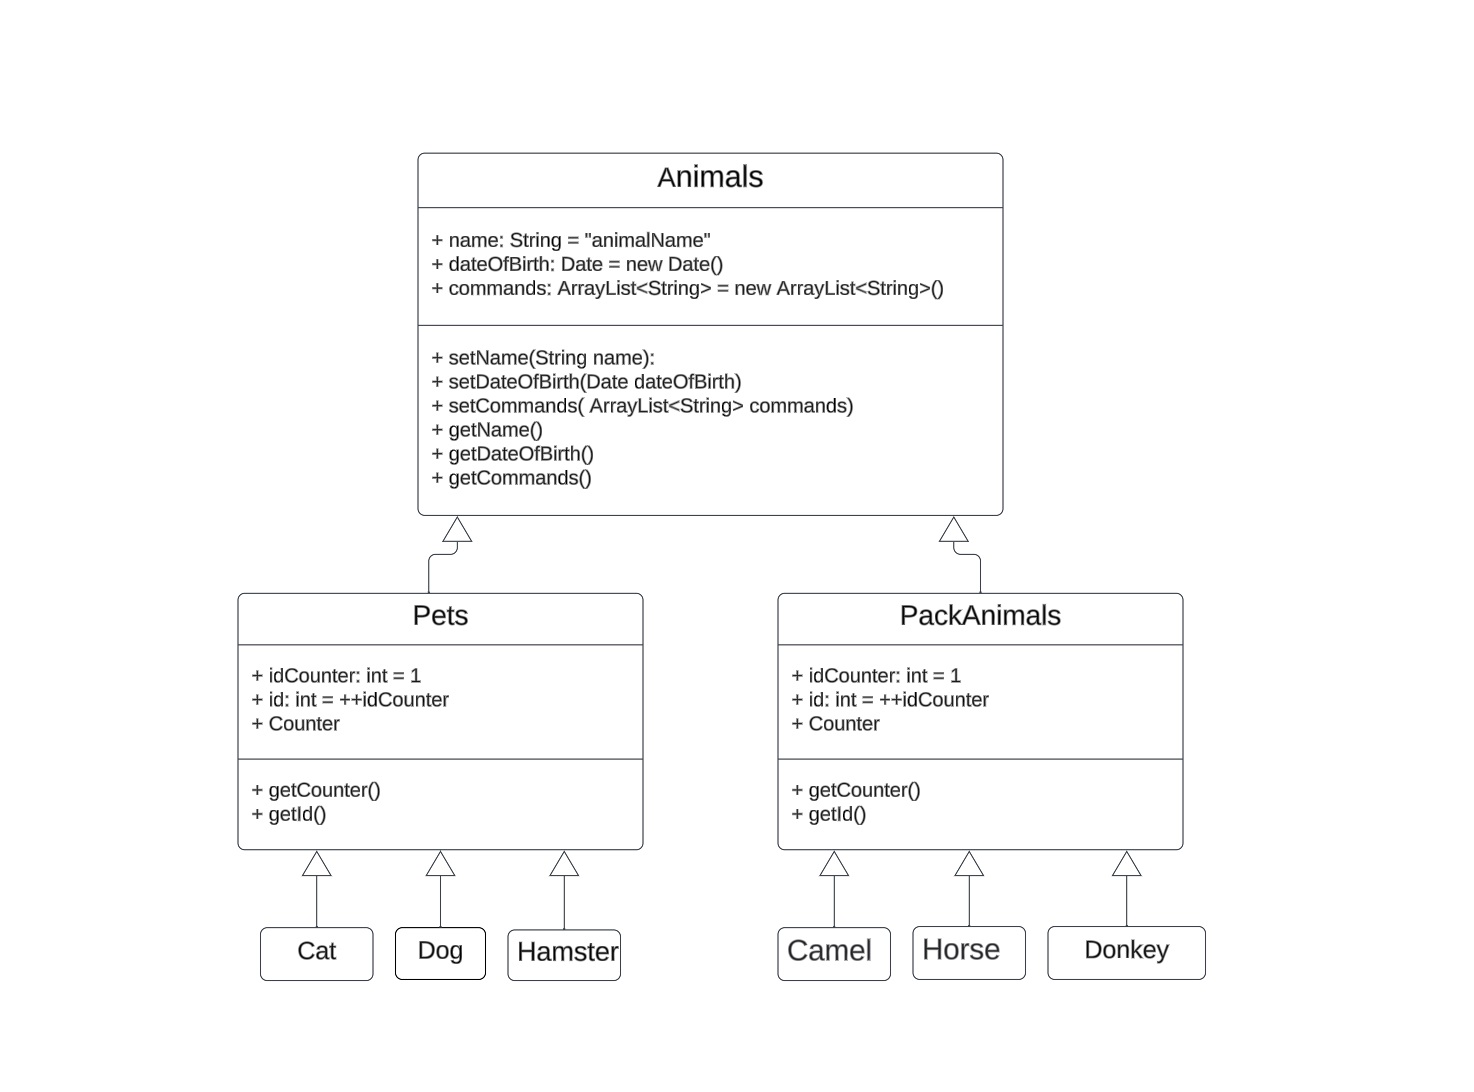 Animals
+ name: String = "animalName"
+ dateOfBirth: Date = new Date()
+ commands: ArrayList<String> = new ArrayList<String>()
+ setName(String name):
+ setDateOfBirth(Date dateOfBirth)
+ setCommands( ArrayList<String> commands)
+ getName()
+ getDateOfBirth()
+ getCommands()
Pets
+ idCounter: int = 1
+ id: int = ++idCounter
+ Counter
+ getCounter()
+ getId()
PackAnimals
+ idCounter: int = 1
+ id: int = ++idCounter
+ Counter
+ getCounter()
+ getId()
Cat
Dog
Hamster
Camel
Horse
Donkey